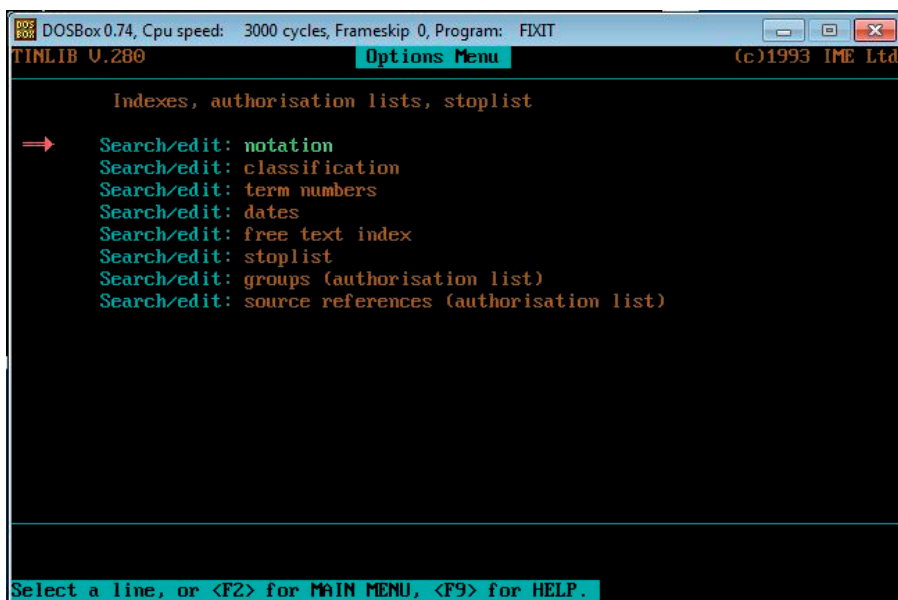 DOSBox 0.74, Cpu speed: 3000 cycles, Frameskip 0, Program: FIXIT
TINLIB V.280 Options Menu (c)1993 IME Ltd
Indexes, authorisation lists, stoplist
Search/edit: notation
Search/edit: classification
Search/edit: term numbers
Search/edit: dates
Search/edit: free text index
Search/edit: stoplist
Search/edit: groups (authorisation list)
Search/edit: source references (authorisation list)
Select a line, or <F2> for MAIN MENU, <F9> for HELP.